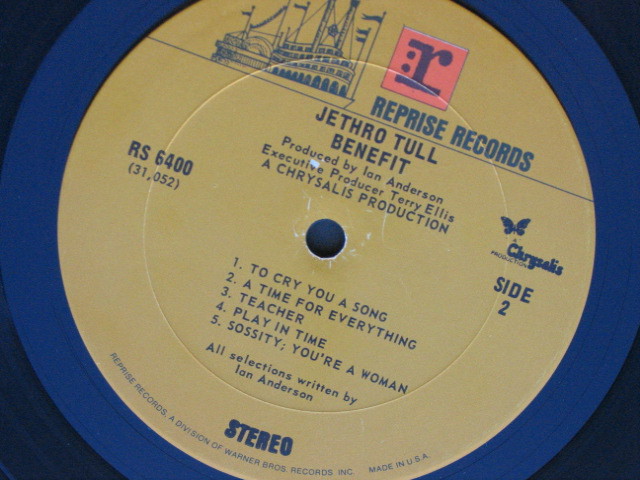 r
REPRISE RECORDS
JETHRO TULL
BENEFIT
RS 6400
(31,052)
Produced by Ian Anderson
Executive Producer Terry Ellis
A CHRYSALIS PRODUCTION
A
Chrysalis
PRODUCTION
SIDE
2
1. TO CRY YOU A SONG
2. A TIME FOR EVERYTHING
3. TEACHER
4. PLAY IN TIME
5. SOSSITY; YOU'RE A WOMAN
All selections written by
Ian Anderson
STEREO
REPRISE RECORDS, A DIVISION OF WARNER BROS. RECORDS INC. MADE IN U.S.A.